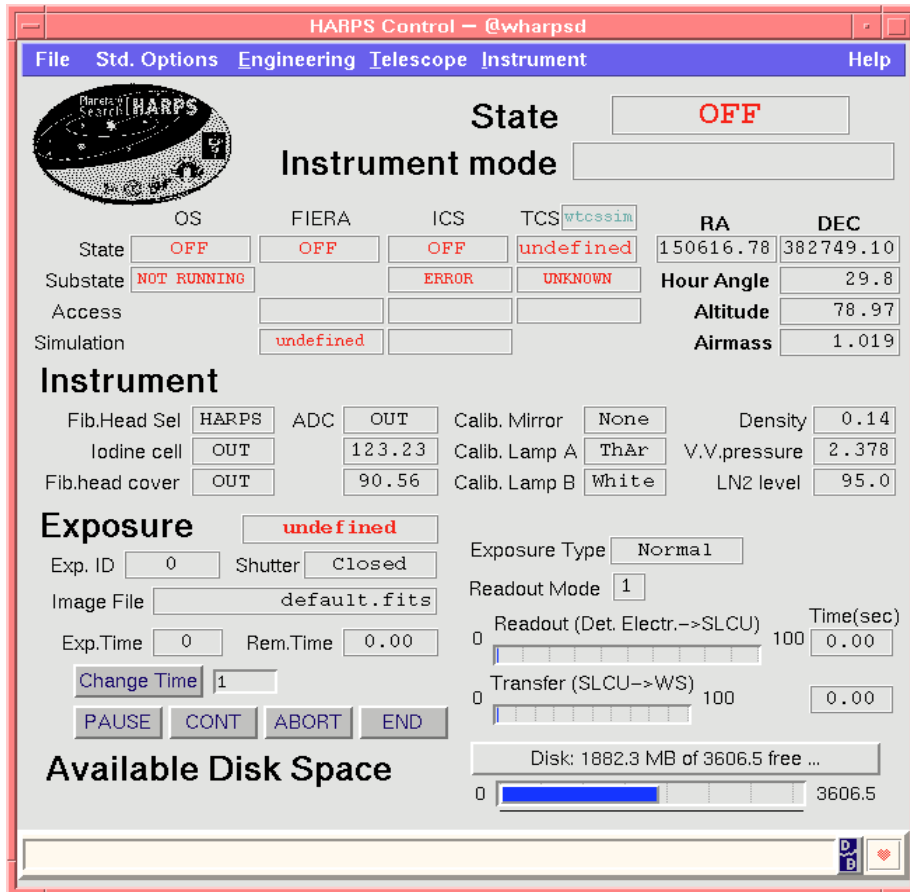 HARPS Control — @wharpsd
File Std. Options Engineering Telescope Instrument Help
Planetary Search HARPS
State OFF
Instrument mode
OS FIERA ICS TCS wtcssim RA DEC
State OFF OFF OFF undefined 150616.78 382749.10
Substate NOT RUNNING ERROR UNKNOWN Hour Angle 29.8
Access Altitude 78.97
Simulation undefined Airmass 1.019
Instrument
Fib.Head Sel HARPS ADC OUT Calib. Mirror None Density 0.14
Iodine cell OUT 123.23 Calib. Lamp A ThAr V.V.pressure 2.378
Fib.head cover OUT 90.56 Calib. Lamp B White LN2 level 95.0
Exposure undefined
Exp. ID 0 Shutter Closed Exposure Type Normal
Image File default.fits Readout Mode 1
Exp.Time 0 Rem.Time 0.00 0 Readout (Det. Electr.–>SLCU) 100 Time(sec) 0.00
Change Time 1 0 Transfer (SLCU–>WS) 100 0.00
PAUSE CONT ABORT END
Available Disk Space Disk: 1882.3 MB of 3606.5 free ...
0 3606.5
D B